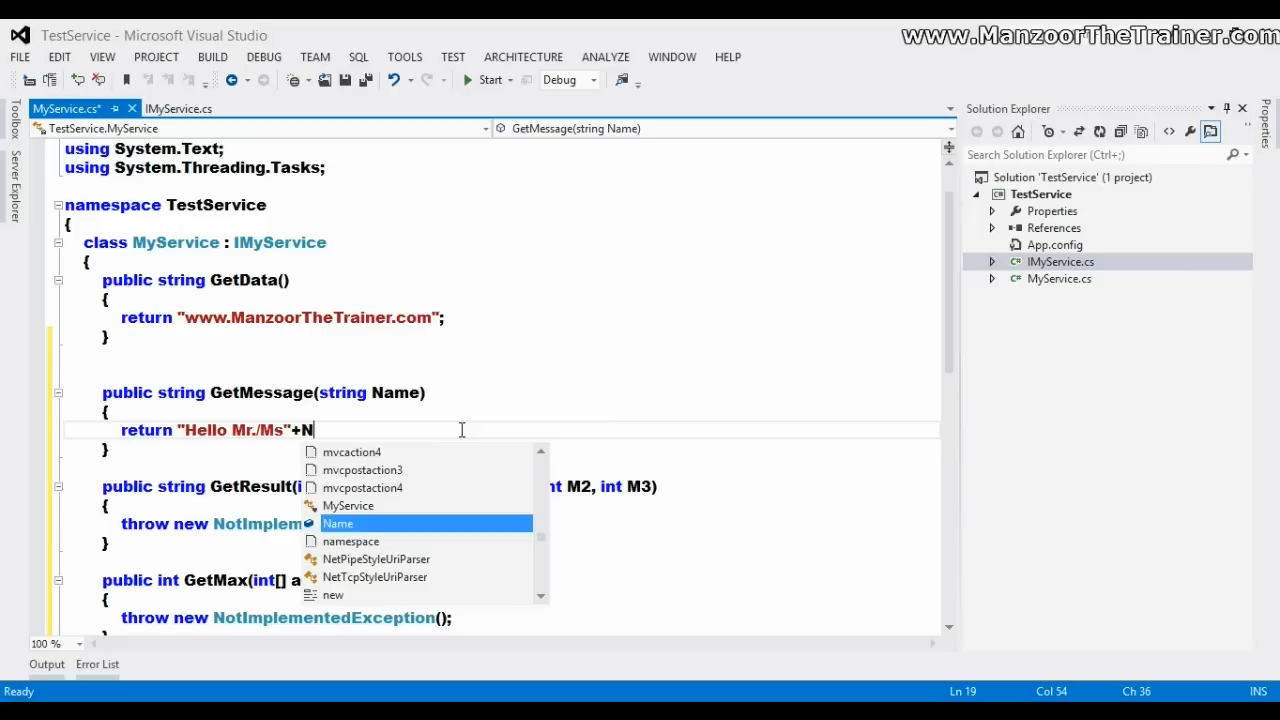 www.ManzoorTheTrainer.com
TestService - Microsoft Visual Studio
FILE EDIT VIEW PROJECT BUILD DEBUG TEAM SQL TOOLS TEST ARCHITECTURE ANALYZE WINDOW HELP
Start Debug
MyService.cs* IMyService.cs
TestService.MyService GetMessage(string Name)
using System.Text;
using System.Threading.Tasks;
namespace TestService
{
class MyService : IMyService
{
public string GetData()
{
return "www.ManzoorTheTrainer.com";
}
public string GetMessage(string Name)
{
return "Hello Mr./Ms"+N
}
mvcaction4
mvcpostaction3
mvcpostaction4
MyService
Name
namespace
NetPipeStyleUriParser
NetTcpStyleUriParser
new
public string GetResult(i nt M2, int M3)
{
throw new NotImplem
}
public int GetMax(int[] a
{
throw new NotImplementedException();
100 %
Output Error List
Ready Ln 19 Col 54 Ch 36 INS
Toolbox
Server Explorer
Solution Explorer
Search Solution Explorer (Ctrl+;)
Solution 'TestService' (1 project)
TestService
Properties
References
App.config
IMyService.cs
MyService.cs
Properties